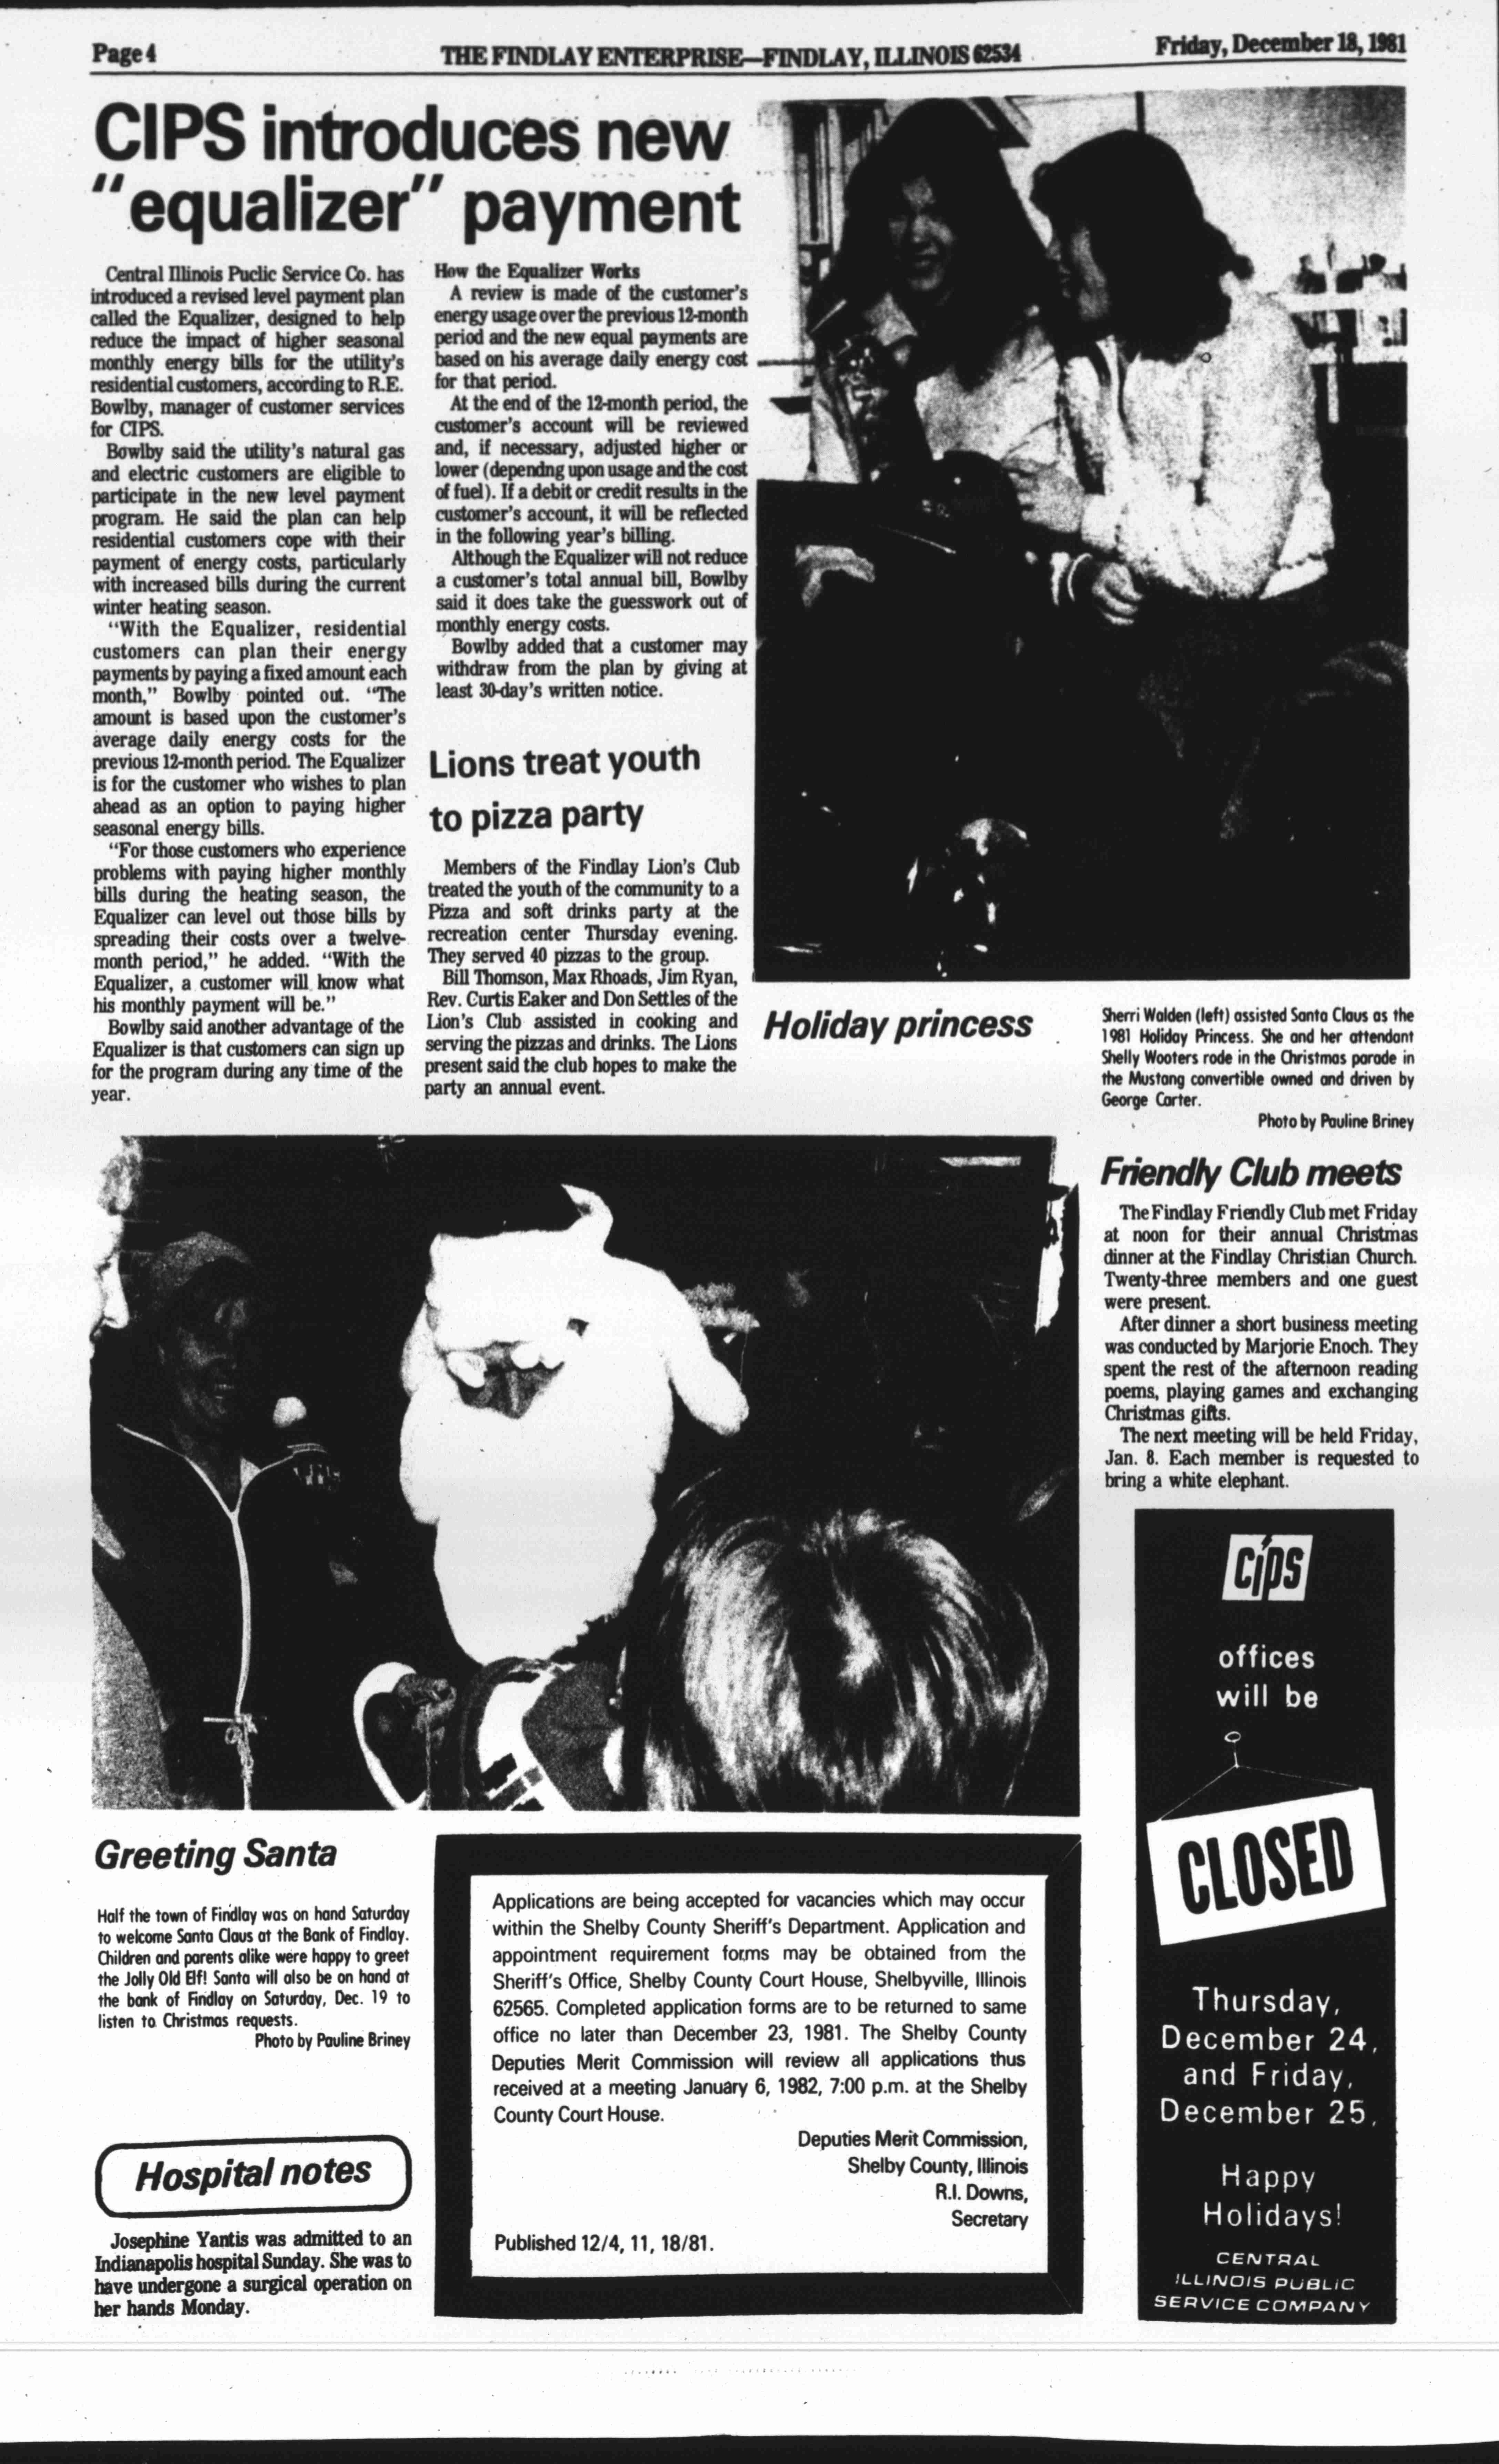 Page 4
THE FINDLAY ENTERPRISE—FINDLAY, ILLINOIS 62534
Friday, December 18, 1981
CIPS introduces new
"equalizer" payment
Central Illinois Puclic Service Co. has
introduced a revised level payment plan
called the Equalizer, designed to help
reduce the impact of higher seasonal
monthly energy bills for the utility's
residential customers, according to R.E.
Bowlby, manager of customer services
for CIPS.
Bowlby said the utility's natural gas
and electric customers are eligible to
participate in the new level payment
program. He said the plan can help
residential customers cope with their
payment of energy costs, particularly
with increased bills during the current
winter heating season.
"With the Equalizer, residential
customers can plan their energy
payments by paying a fixed amount each
month," Bowlby pointed out. "The
amount is based upon the customer's
average daily energy costs for the
previous 12-month period. The Equalizer
is for the customer who wishes to plan
ahead as an option to paying higher
seasonal energy bills.
"For those customers who experience
problems with paying higher monthly
bills during the heating season, the
Equalizer can level out those bills by
spreading their costs over a twelve-
month period," he added. "With the
Equalizer, a customer will know what
his monthly payment will be."
Bowlby said another advantage of the
Equalizer is that customers can sign up
for the program during any time of the
year.
How the Equalizer Works
A review is made of the customer's
energy usage over the previous 12-month
period and the new equal payments are
based on his average daily energy cost
for that period.
At the end of the 12-month period, the
customer's account will be reviewed
and, if necessary, adjusted higher or
lower (dependng upon usage and the cost
of fuel). If a debit or credit results in the
customer's account, it will be reflected
in the following year's billing.
Although the Equalizer will not reduce
a customer's total annual bill, Bowlby
said it does take the guesswork out of
monthly energy costs.
Bowlby added that a customer may
withdraw from the plan by giving at
least 30-day's written notice.
Lions treat youth
to pizza party
Members of the Findlay Lion's Club
treated the youth of the community to a
Pizza and soft drinks party at the
recreation center Thursday evening.
They served 40 pizzas to the group.
Bill Thomson, Max Rhoads, Jim Ryan,
Rev. Curtis Eaker and Don Settles of the
Lion's Club assisted in cooking and
serving the pizzas and drinks. The Lions
present said the club hopes to make the
party an annual event.
Holiday princess
Sherri Walden (left) assisted Santa Claus as the
1981 Holiday Princess. She and her attendant
Shelly Wooters rode in the Christmas parade in
the Mustang convertible owned and driven by
George Carter.
Photo by Pauline Briney
Friendly Club meets
The Findlay Friendly Club met Friday
at noon for their annual Christmas
dinner at the Findlay Christian Church.
Twenty-three members and one guest
were present.
After dinner a short business meeting
was conducted by Marjorie Enoch. They
spent the rest of the afternoon reading
poems, playing games and exchanging
Christmas gifts.
The next meeting will be held Friday,
Jan. 8. Each member is requested to
bring a white elephant.
Greeting Santa
Half the town of Findlay was on hand Saturday
to welcome Santa Claus at the Bank of Findlay.
Children and parents alike were happy to greet
the Jolly Old Elf! Santa will also be on hand at
the bank of Findlay on Saturday, Dec. 19 to
listen to Christmas requests.
Photo by Pauline Briney
Hospital notes
Josephine Yantis was admitted to an
Indianapolis hospital Sunday. She was to
have undergone a surgical operation on
her hands Monday.
Applications are being accepted for vacancies which may occur
within the Shelby County Sheriff's Department. Application and
appointment requirement forms may be obtained from the
Sheriff's Office, Shelby County Court House, Shelbyville, Illinois
62565. Completed application forms are to be returned to same
office no later than December 23, 1981. The Shelby County
Deputies Merit Commission will review all applications thus
received at a meeting January 6, 1982, 7:00 p.m. at the Shelby
County Court House.
Deputies Merit Commission,
Shelby County, Illinois
R.I. Downs,
Secretary
Published 12/4, 11, 18/81.
cips
offices
will be
CLOSED
Thursday,
December 24,
and Friday,
December 25.
Happy
Holidays!
CENTRAL
ILLINOIS PUBLIC
SERVICE COMPANY